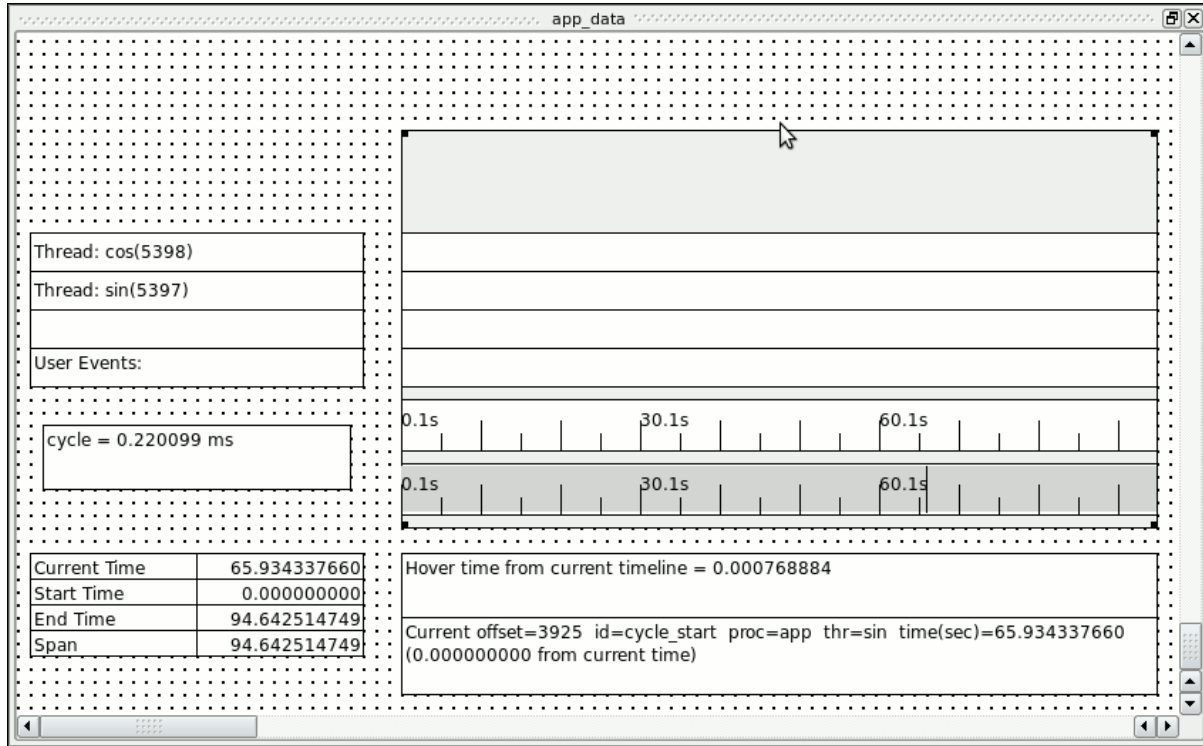 app_data
Thread: cos(5398)
Thread: sin(5397)
User Events:
0.1s 30.1s 60.1s
cycle = 0.220099 ms
0.1s 30.1s 60.1s
Current Time 65.934337660
Start Time 0.000000000
End Time 94.642514749
Span 94.642514749
Hover time from current timeline = 0.000768884
Current offset=3925 id=cycle_start proc=app thr=sin time(sec)=65.934337660
(0.000000000 from current time)